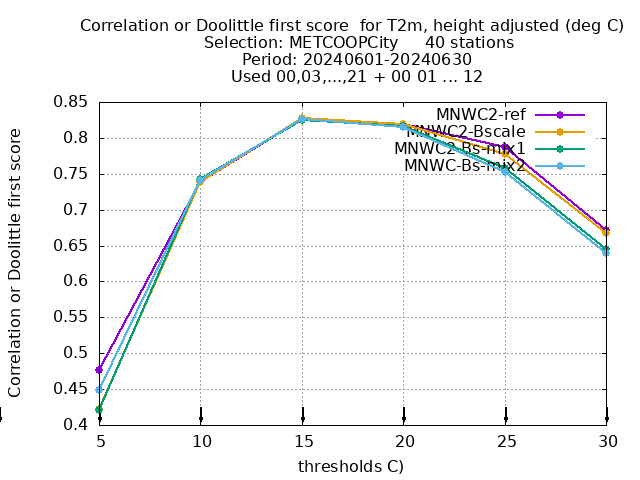 Correlation or Doolittle first score  for T2m, height adjusted (deg C)
Selection: METCOOPCity     40 stations
Period: 20240601-20240630
Used 00,03,...,21 + 00 01 ... 12
MNWC2-ref
MNWC2-Bscale
MNWC2-Bs-mix1
MNWC-Bs-mix2
Correlation or Doolittle first score
0.85
0.8
0.75
0.7
0.65
0.6
0.55
0.5
0.45
0.4
5 10 15 20 25 30
thresholds C)